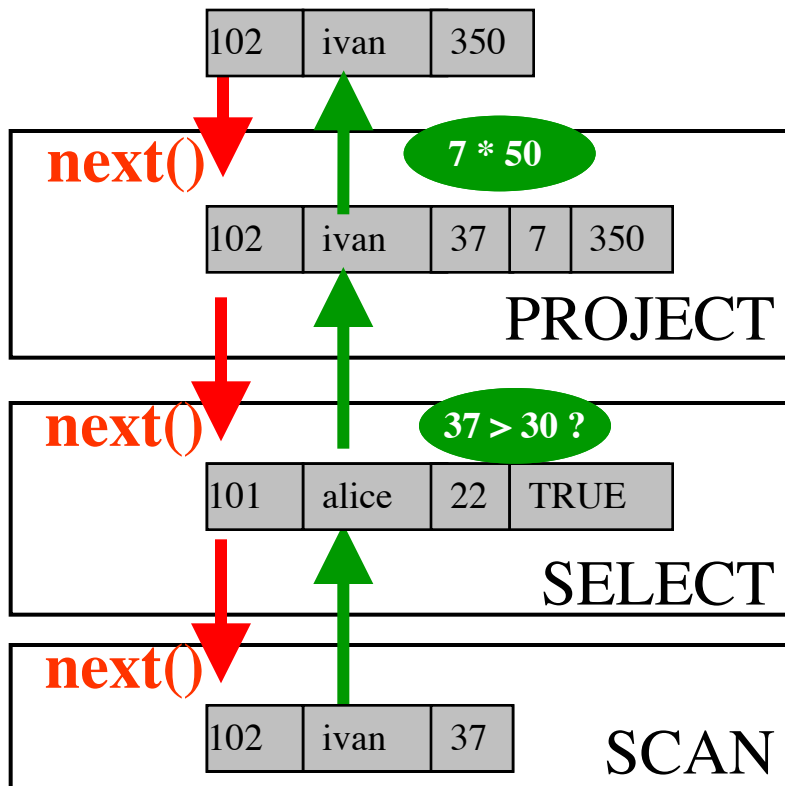 102 ivan 350
next() 7 * 50
102 ivan 37 7 350
PROJECT
next() 37 > 30 ?
101 alice 22 TRUE
SELECT
next()
102 ivan 37
SCAN